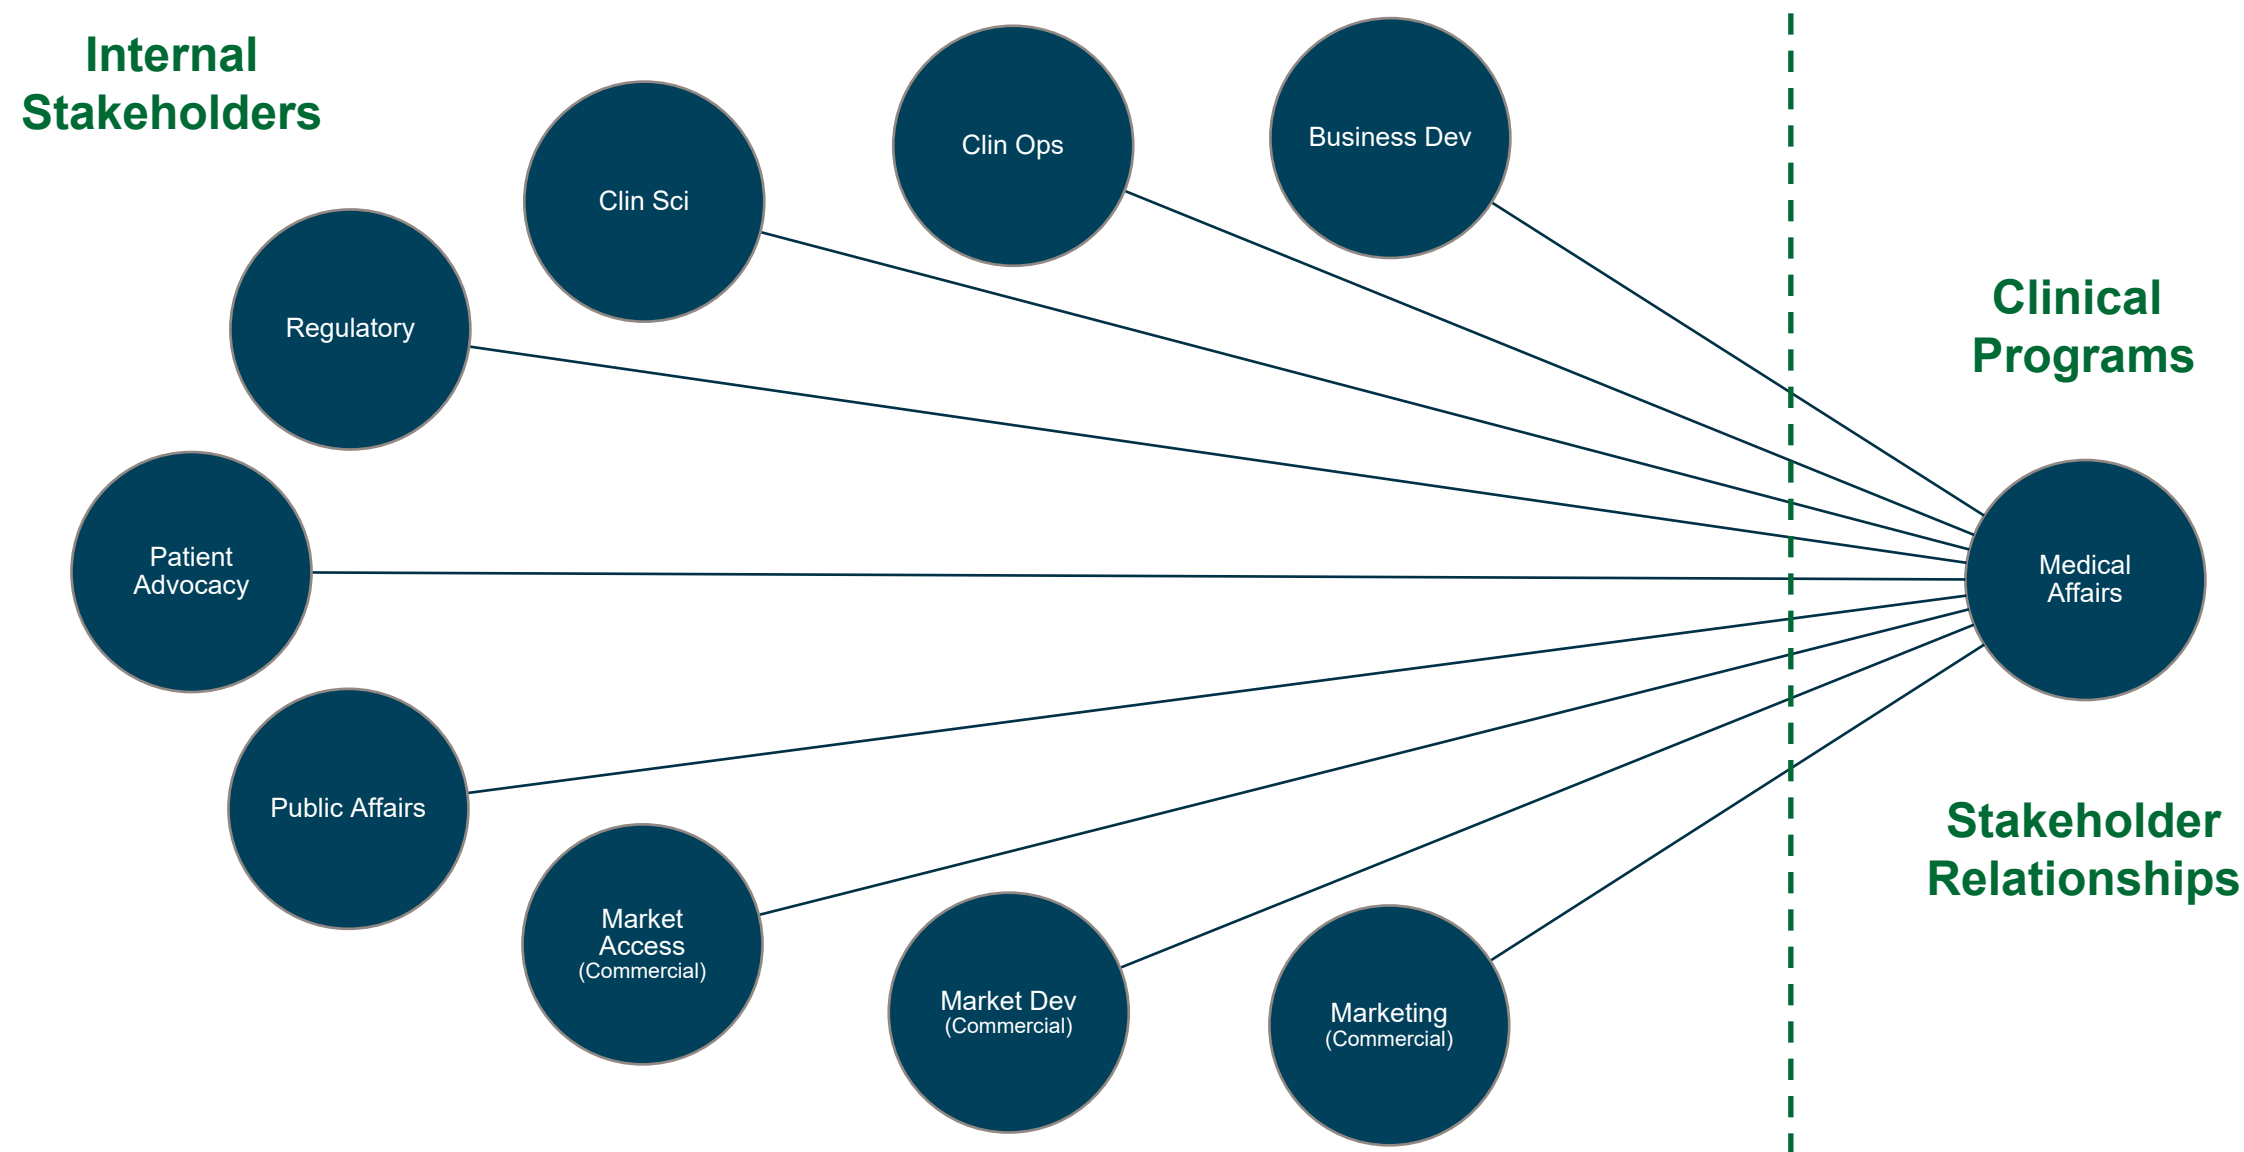 Internal
Stakeholders
Clin Ops
Business Dev
Clin Sci
Regulatory
Clinical
Programs
Patient
Advocacy
Medical
Affairs
Public Affairs
Stakeholder
Relationships
Market
Access
(Commercial)
Market Dev
(Commercial)
Marketing
(Commercial)